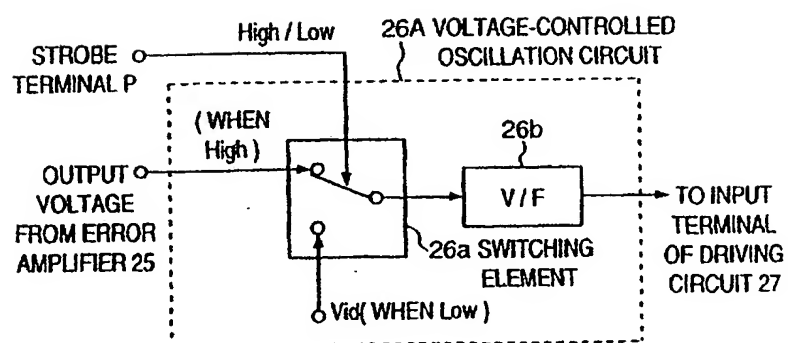 High / Low
26A VOLTAGE-CONTROLLED
OSCILLATION CIRCUIT
STROBE
TERMINAL P
( WHEN
High )
26b
OUTPUT
VOLTAGE
FROM ERROR
AMPLIFIER 25
V / F
TO INPUT
TERMINAL
OF DRIVING
CIRCUIT 27
26a SWITCHING
ELEMENT
Vid( WHEN Low )